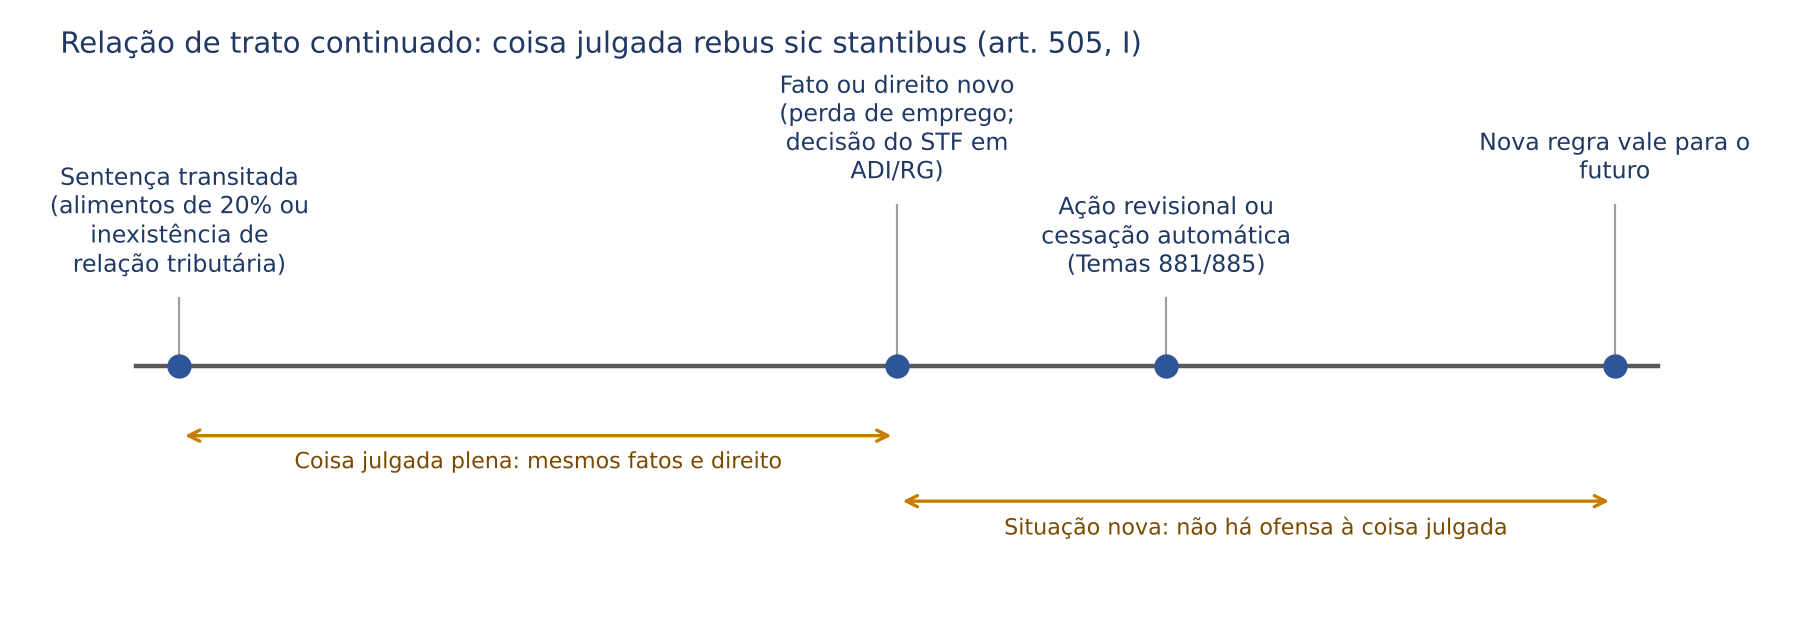 Relação de trato continuado: coisa julgada rebus sic stantibus (art. 505, I)
Sentença transitada
(alimentos de 20% ou
inexistência de
relação tributária)
Fato ou direito novo
(perda de emprego;
decisão do STF em
ADI/RG)
Ação revisional ou
cessação automática
(Temas 881/885)
Nova regra vale para o
futuro
Coisa julgada plena: mesmos fatos e direito
Situação nova: não há ofensa à coisa julgada